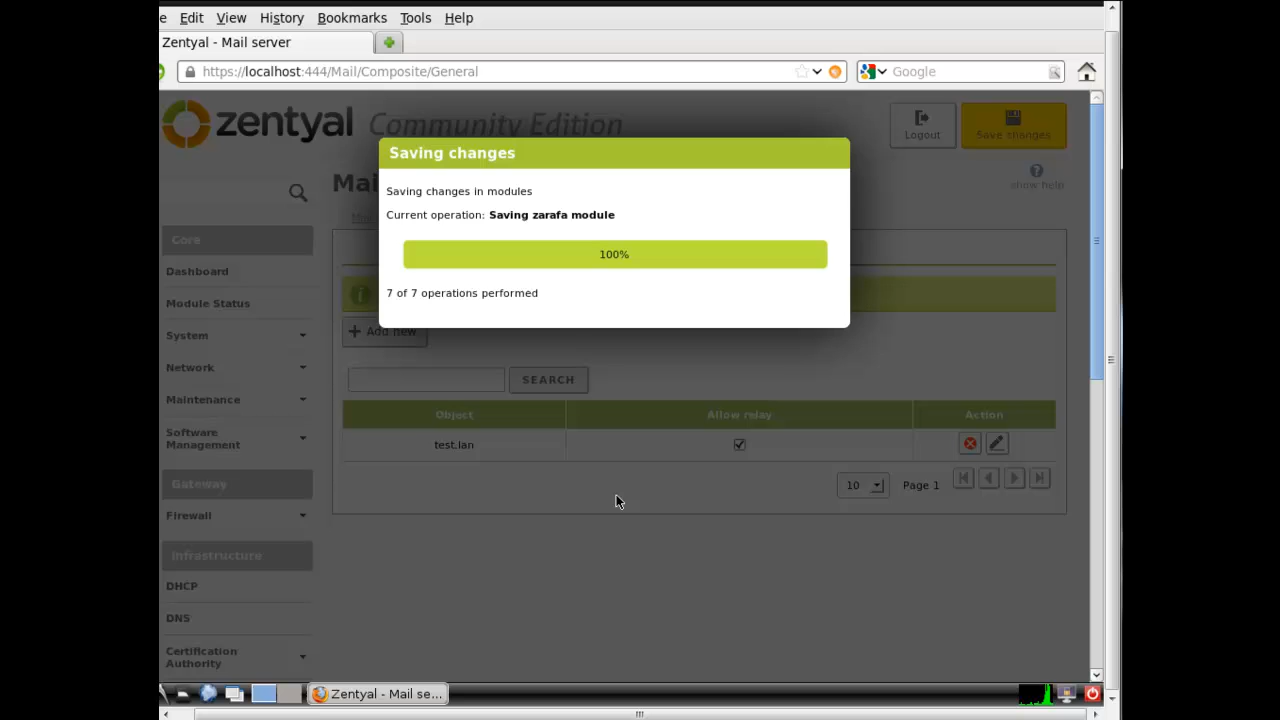 e Edit View History Bookmarks Tools Help
Zentyal - Mail server
https://localhost:444/Mail/Composite/General
Google
zentyal Community Edition
Logout
Save changes
Saving changes
Mai
show help
Saving changes in modules
Current operation: Saving zarafa module
100%
7 of 7 operations performed
Core
Dashboard
Module Status
System
Network
Maintenance
Software
Management
Gateway
Firewall
Infrastructure
DHCP
DNS
Certification
Authority
Add new
SEARCH
Object Allow relay Action
test.lan
10 Page 1
Zentyal - Mail se...